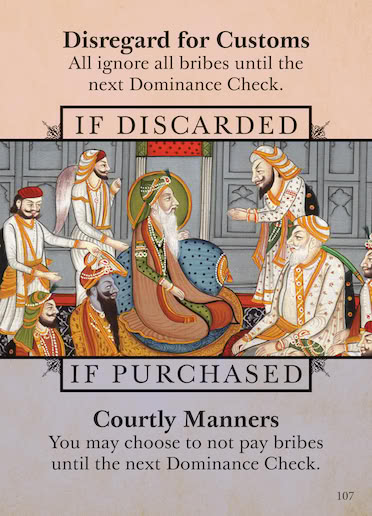 Disregard for Customs
All ignore all bribes until the
next Dominance Check.
IF DISCARDED
IF PURCHASED
Courtly Manners
You may choose to not pay bribes
until the next Dominance Check.
107